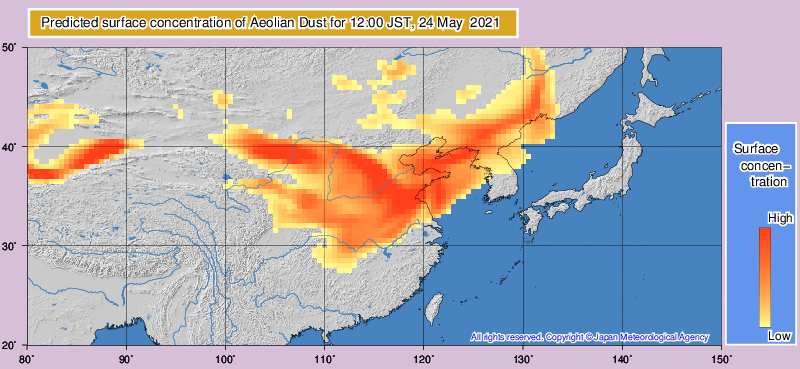 Predicted surface concentration of Aeolian Dust for 12:00 JST, 24 May 2021
50°
40°
30°
20°
80°
90°
100°
110°
120°
130°
140°
150°
Surface
concen–
tration
High
Low
All rights reserved. Copyright © Japan Meteorological Agency